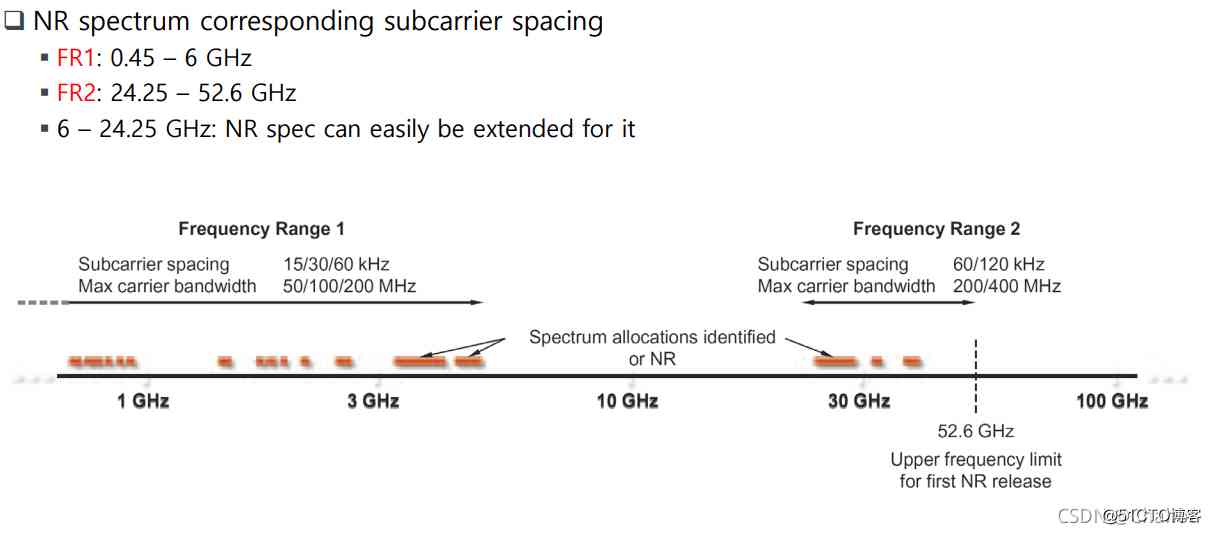 NR spectrum corresponding subcarrier spacing
FR1: 0.45 – 6 GHz
FR2: 24.25 – 52.6 GHz
6 – 24.25 GHz: NR spec can easily be extended for it
Frequency Range 1
Frequency Range 2
Subcarrier spacing 15/30/60 kHz
Max carrier bandwidth 50/100/200 MHz
Subcarrier spacing 60/120 kHz
Max carrier bandwidth 200/400 MHz
Spectrum allocations identified
or NR
1 GHz 3 GHz 10 GHz 30 GHz 100 GHz
52.6 GHz
Upper frequency limit
for first NR release
CSDN @51CTO博客